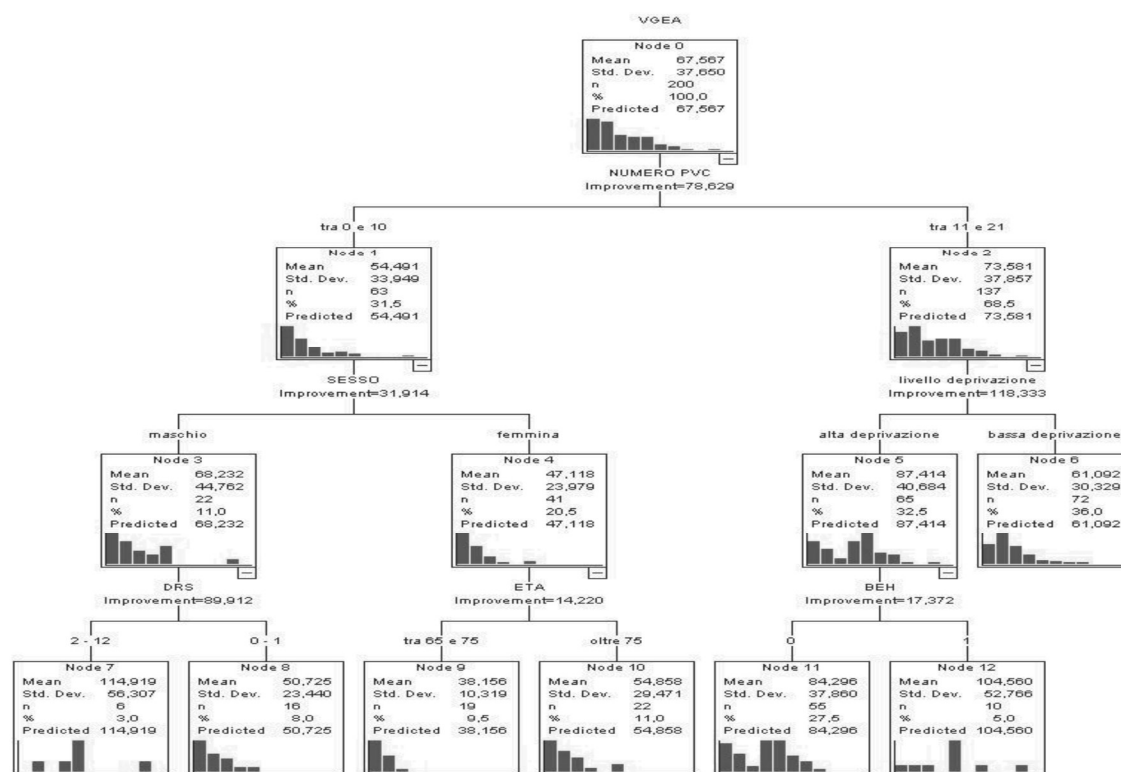 VGEA
Node 0
Mean 67,567
Std. Dev. 37,650
n 200
% 100,0
Predicted 67,567
NUMERO PVC
Improvement=78,629
tra 0 e 10
tra 11 e 21
Node 1
Mean 54,491
Std. Dev. 33,949
n 63
% 31,5
Predicted 54,491
Node 2
Mean 73,581
Std. Dev. 37,857
n 137
% 68,5
Predicted 73,581
SESSO
Improvement=31,914
livello deprivazione
Improvement=118,333
maschio
femmina
alta deprivazione
bassa deprivazione
Node 3
Mean 68,232
Std. Dev. 44,762
n 22
% 11,0
Predicted 68,232
Node 4
Mean 47,118
Std. Dev. 23,979
n 41
% 20,5
Predicted 47,118
Node 5
Mean 87,414
Std. Dev. 40,684
n 65
% 32,5
Predicted 87,414
Node 6
Mean 61,092
Std. Dev. 30,329
n 72
% 36,0
Predicted 61,092
DRS
Improvement=89,912
ETA
Improvement=14,220
BEH
Improvement=17,372
2 - 12
0 - 1
tra 65 e 75
oltre 75
0
1
Node 7
Mean 114,919
Std. Dev. 56,307
n 6
% 3,0
Predicted 114,919
Node 8
Mean 50,725
Std. Dev. 23,440
n 16
% 8,0
Predicted 50,725
Node 9
Mean 38,156
Std. Dev. 10,319
n 19
% 9,5
Predicted 38,156
Node 10
Mean 54,858
Std. Dev. 29,471
n 22
% 11,0
Predicted 54,858
Node 11
Mean 84,296
Std. Dev. 37,860
n 55
% 27,5
Predicted 84,296
Node 12
Mean 104,560
Std. Dev. 52,766
n 10
% 5,0
Predicted 104,560